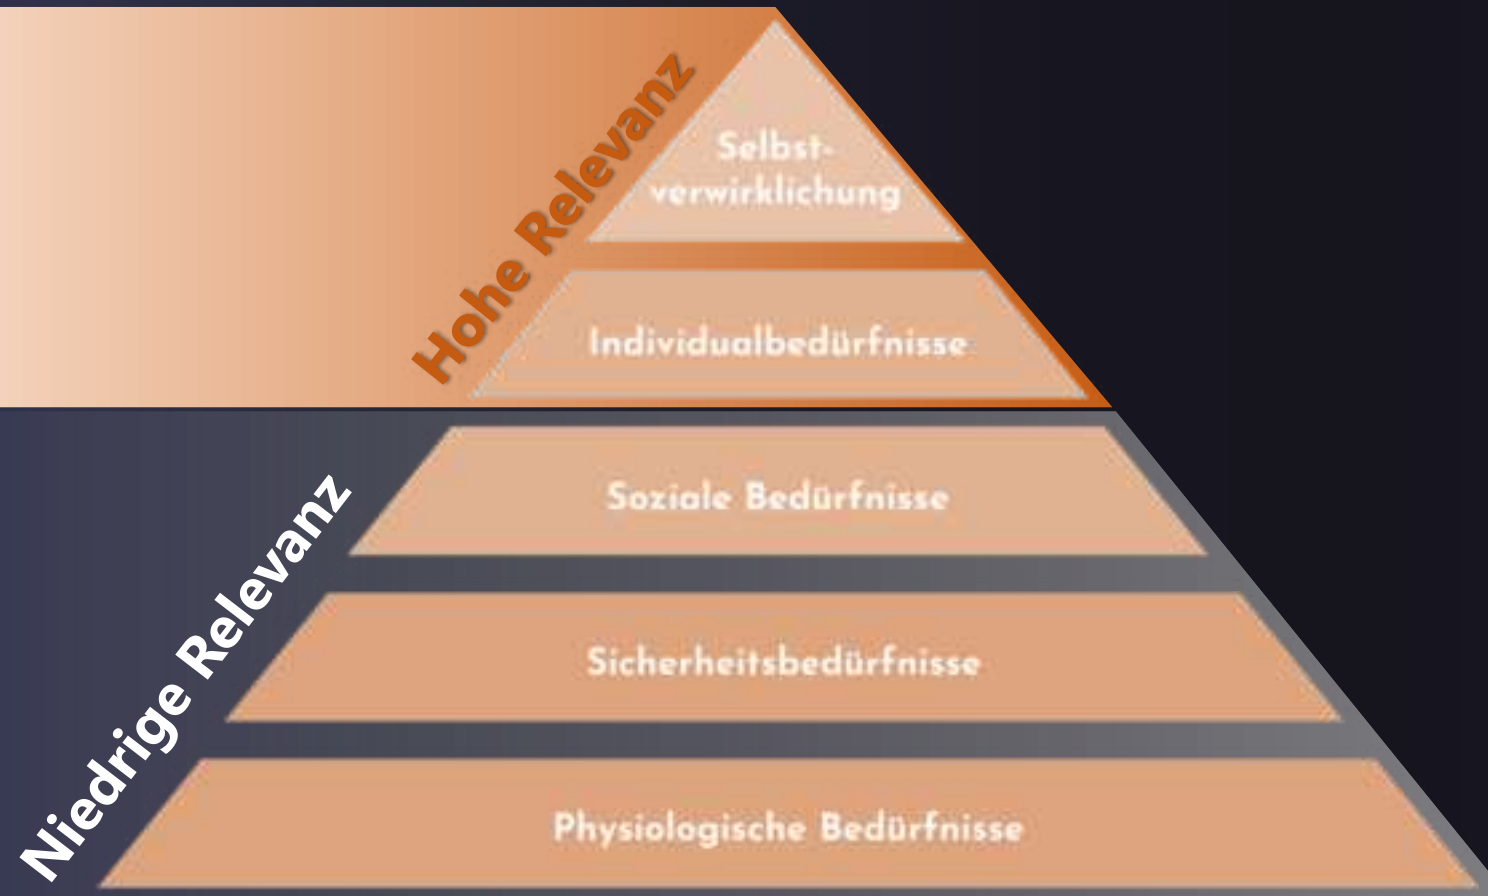 Hohe Relevanz
Selbst-
verwirklichung
Individualbedürfnisse
Niedrige Relevanz
Soziale Bedürfnisse
Sicherheitsbedürfnisse
Physiologische Bedürfnisse